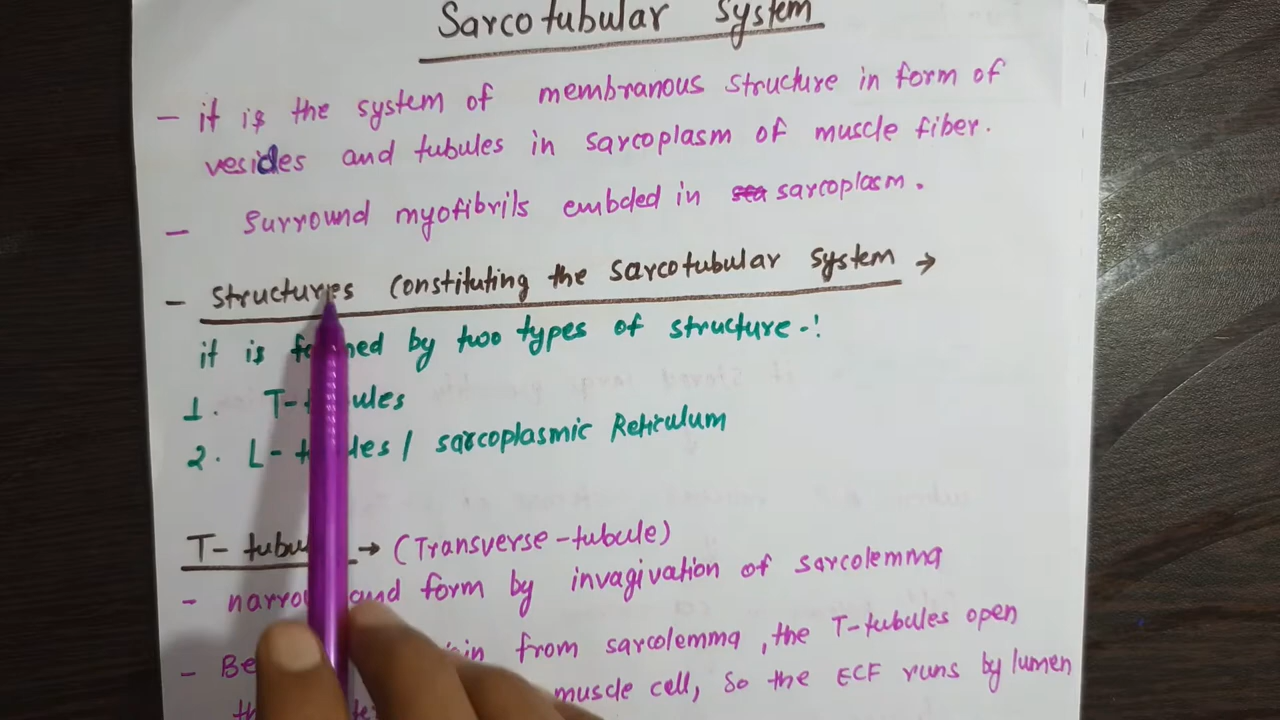 Sarcotubular system
- it is the system of membranous structure in form of
vesicles and tubules in sarcoplasm of muscle fiber.
- Surround myofibrils embded in sarcoplasm.
- structures constituting the sarcotubular system →
it is formed by two types of structure -:
1. T-tubules
2. L- / sarcoplasmic Reticulum
T- → (Transverse-tubule)
- and form by invagivation of sarcolemma
- from sarcolemma, the T-tubules open
muscle cell, so the ECF runs by lumen